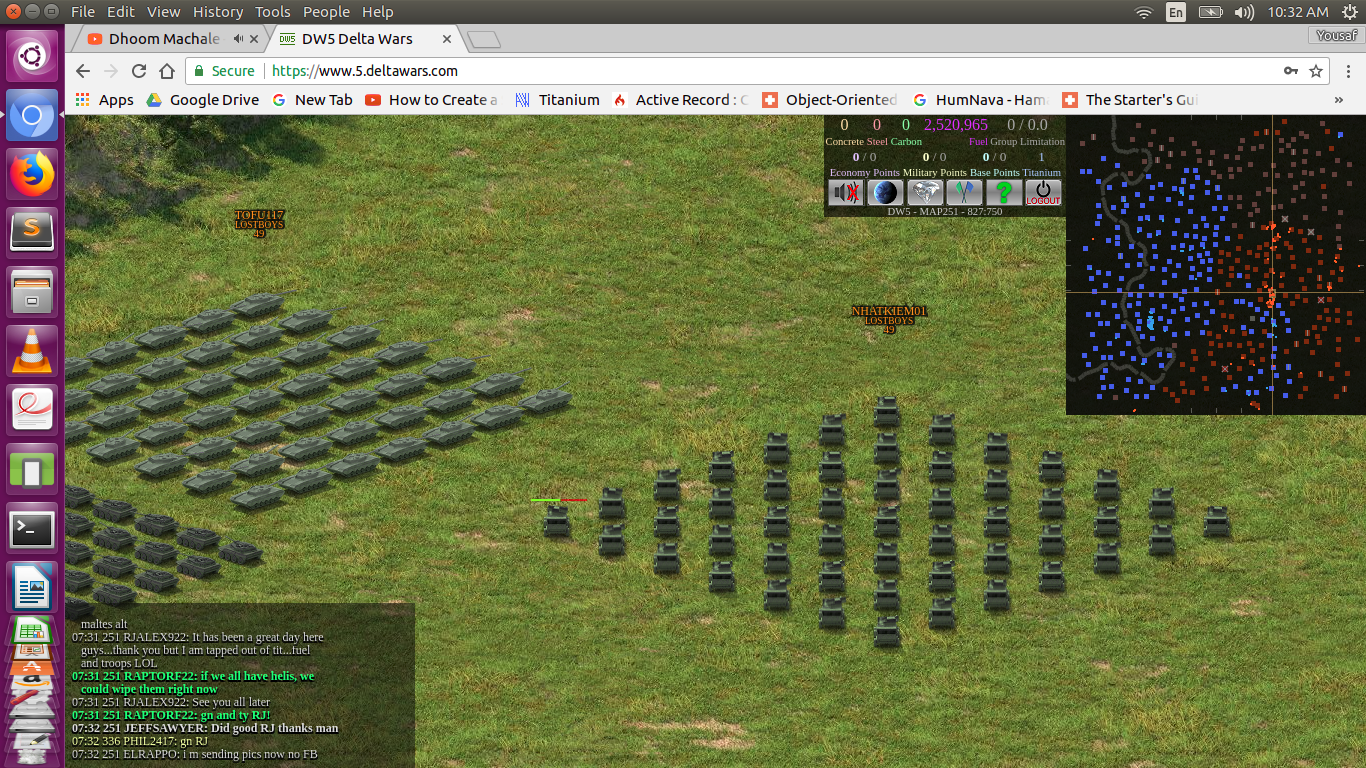 File Edit View History Tools People Help
En
10:32 AM
Dhoom Machale
DW5 DW5 Delta Wars
Yousaf
Secure
https://www.5.deltawars.com
Apps
Google Drive
New Tab
How to Create a
Titanium
Active Record : C
Object-Oriented
HumNava - Ham
The Starter's Gui
»
0 0 0 2,520,965 0 / 0.0
Concrete Steel Carbon Fuel Group Limitation
0 / 0 0 / 0 0 / 0 1
Economy Points Military Points Base Points Titanium
LOGOUT
DW5 - MAP251 - 827:750
TOFU117
LOSTBOYS
49
NHATKIEM01
LOSTBOYS
49
maltes alt
07:31 251 RJALEX922: It has been a great day here
guys...thank you but I am tapped out of tit...fuel
and troops LOL
07:31 251 RAPTORF22: if we all have helis, we
could wipe them right now
07:31 251 RJALEX922: See you all later
07:31 251 RAPTORF22: gn and ty RJ!
07:32 251 JEFFSAWYER: Did good RJ thanks man
07:32 336 PHIL2417: gn RJ
07:32 251 ELRAPPO: i m sending pics now no FB